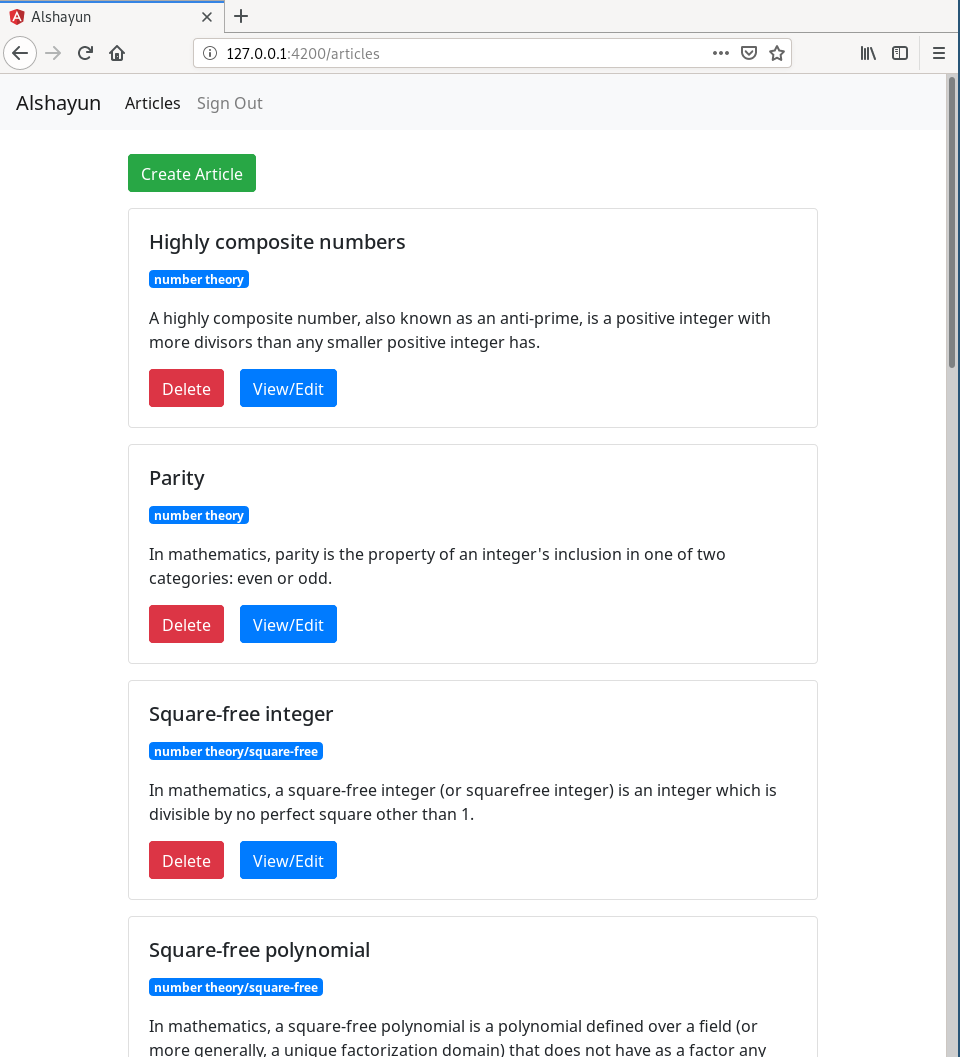 Alshayun
127.0.0.1:4200/articles
Alshayun Articles Sign Out
Create Article
Highly composite numbers
number theory
A highly composite number, also known as an anti-prime, is a positive integer with
more divisors than any smaller positive integer has.
Delete View/Edit
Parity
number theory
In mathematics, parity is the property of an integer's inclusion in one of two
categories: even or odd.
Delete View/Edit
Square-free integer
number theory/square-free
In mathematics, a square-free integer (or squarefree integer) is an integer which is
divisible by no perfect square other than 1.
Delete View/Edit
Square-free polynomial
number theory/square-free
In mathematics, a square-free polynomial is a polynomial defined over a field (or
more generally, a unique factorization domain) that does not have as a factor any